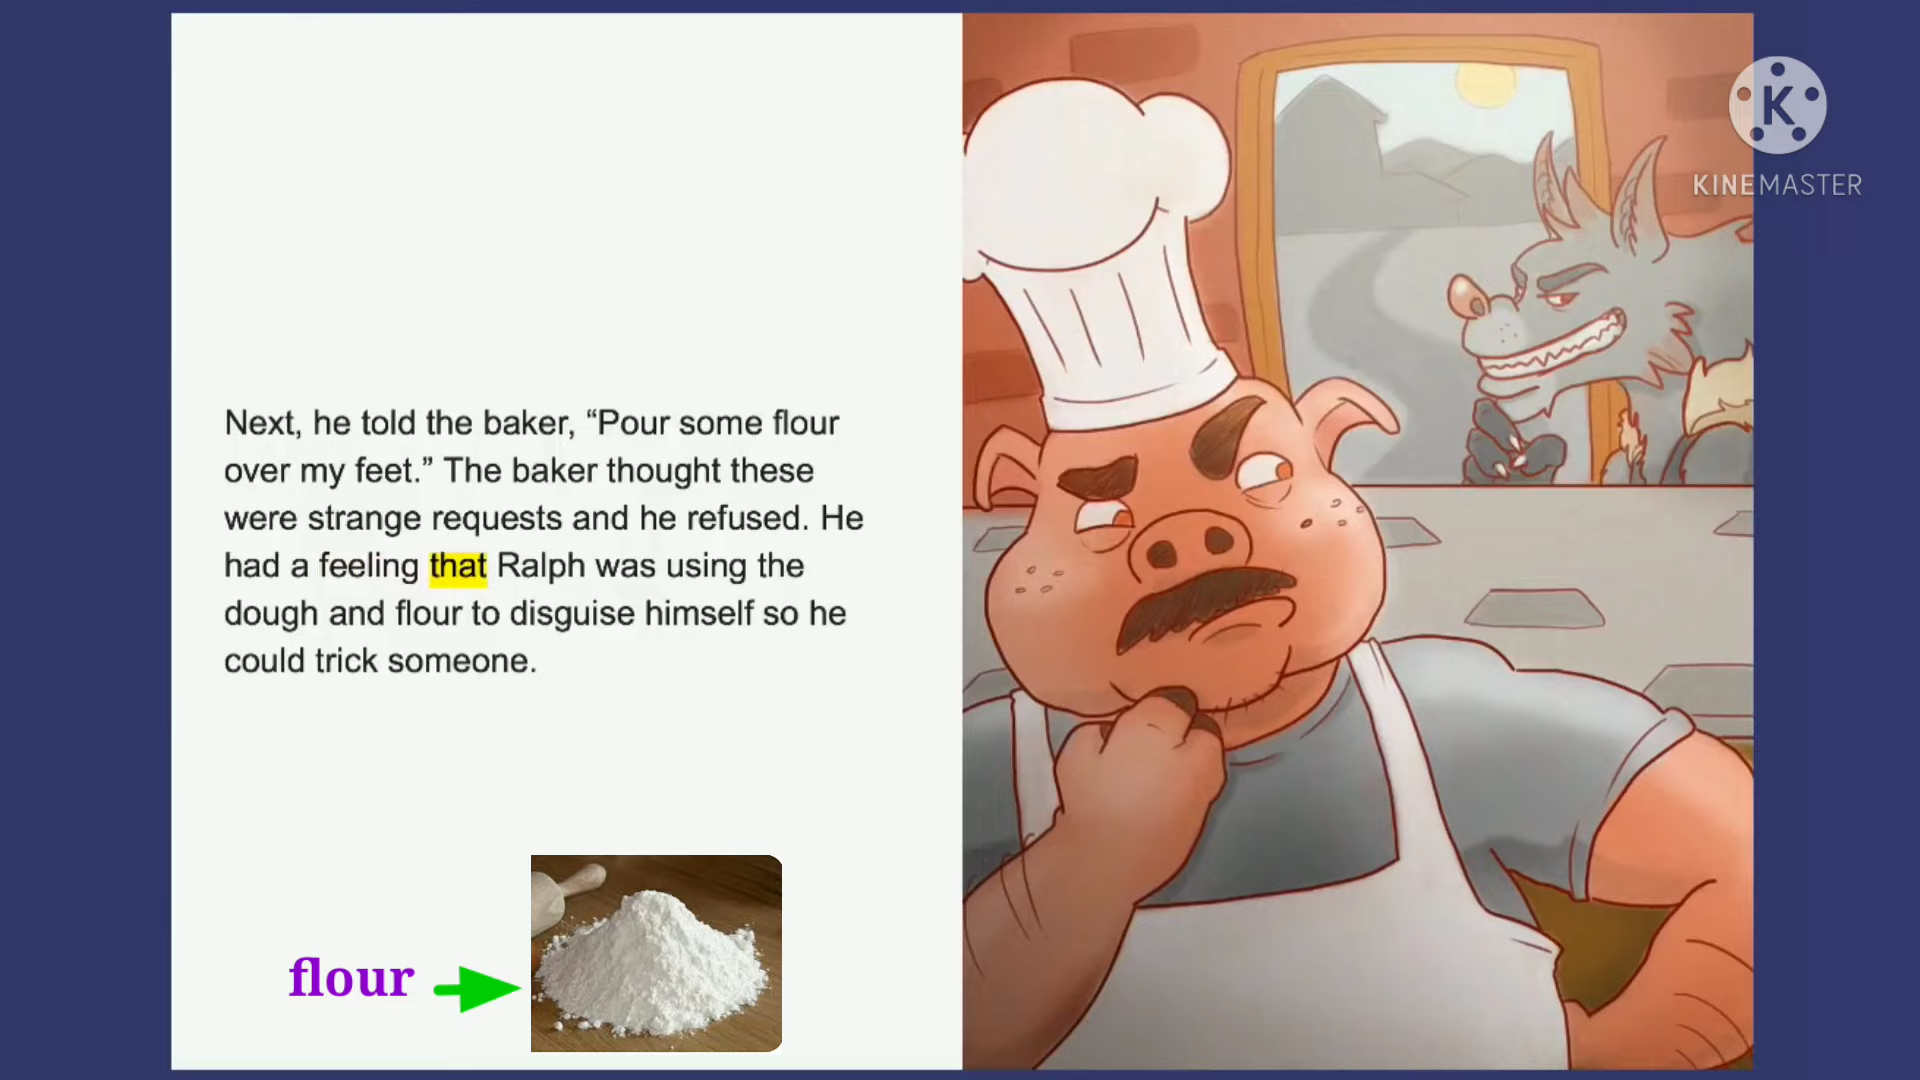 Next, he told the baker, “Pour some flour
over my feet.” The baker thought these
were strange requests and he refused. He
had a feeling that Ralph was using the
dough and flour to disguise himself so he
could trick someone.
flour
K
KINEMASTER